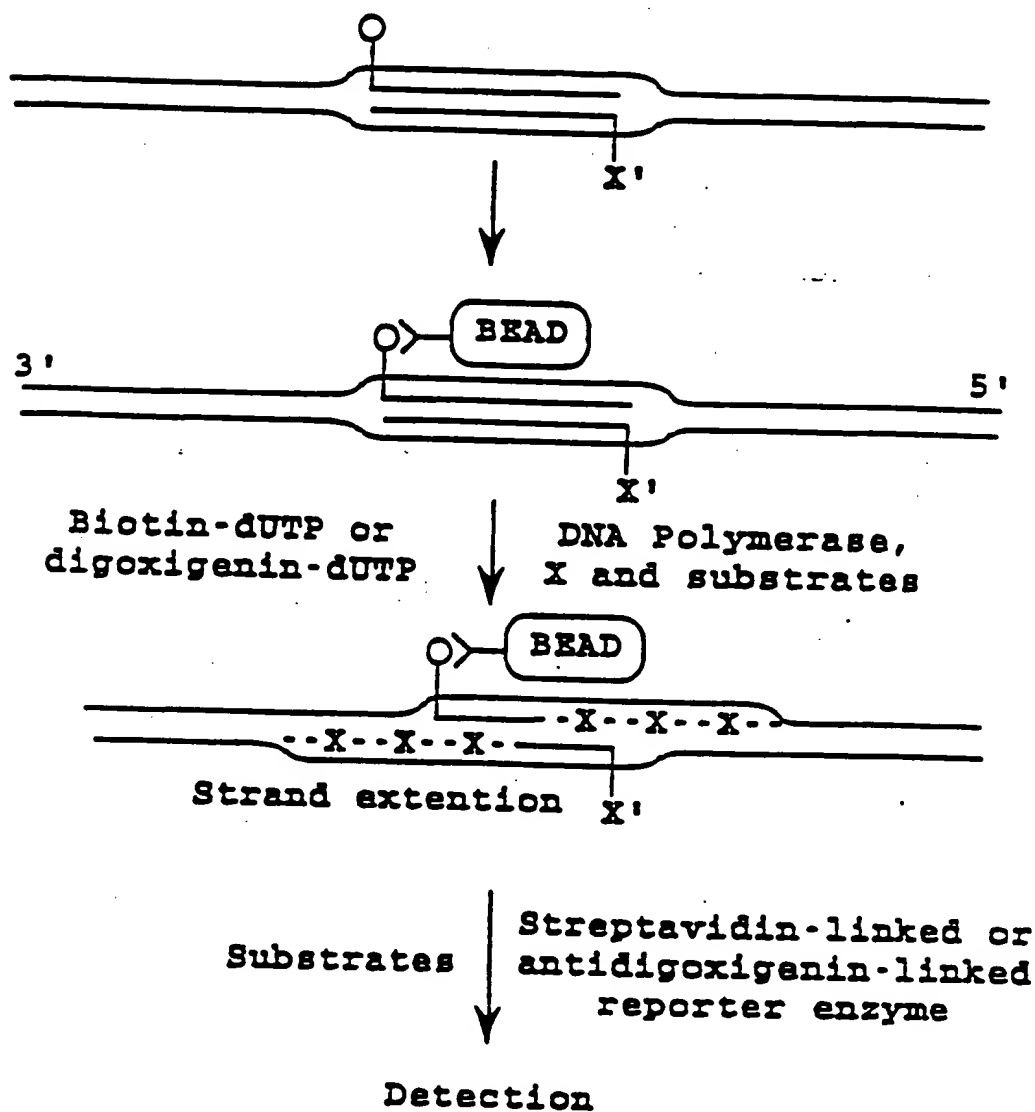 X'
BEAD
3'
5'
X'
Biotin-dUTP or
digoxigenin-dUTP
DNA Polymerase,
X and substrates
BEAD
--X--X--X--
--X--X--X--
Strand extention
X'
Substrates
Streptavidin-linked or
antidigoxigenin-linked
reporter enzyme
Detection